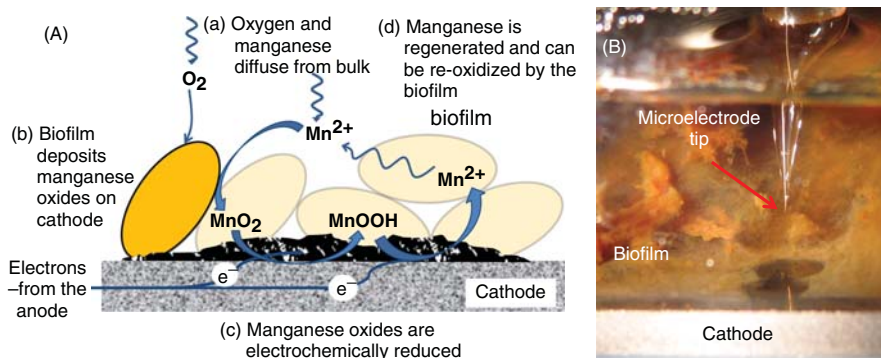 (A)
(a) Oxygen and
manganese
diffuse from bulk
(d) Manganese is
regenerated and can
be re-oxidized by the
biofilm
O2
(b) Biofilm
deposits
manganese
oxides on
cathode
Mn2+
biofilm
Mn2+
MnO2
MnOOH
Electrons
–from the
anode
e–
e–
Cathode
(c) Manganese oxides are
electrochemically reduced
(B)
Microelectrode
tip
Biofilm
Cathode